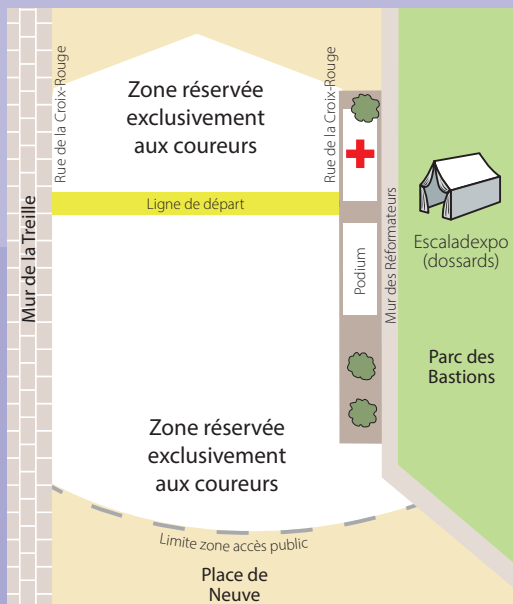 Rue de la Croix-Rouge
Zone réservée
exclusivement
aux coureurs
Rue de la Croix-Rouge
Ligne de départ
Mur de la Treille
Podium
Mur des Réformateurs
Escaladexpo
(dossards)
Parc des
Bastions
Zone réservée
exclusivement
aux coureurs
Limite zone accès public
Place de
Neuve